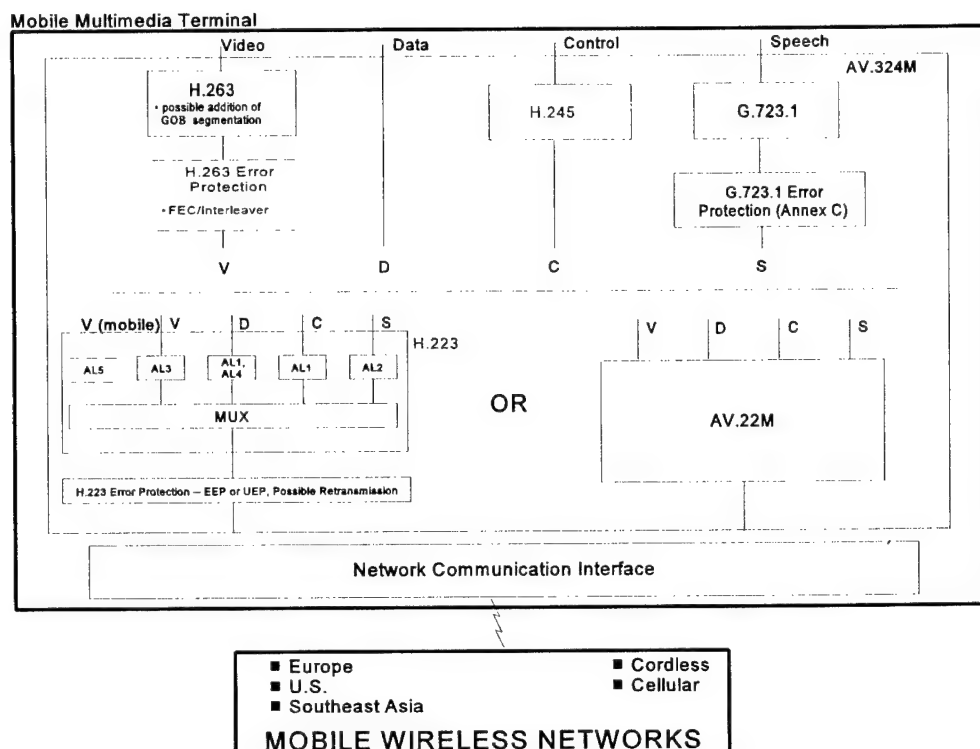 Mobile Multimedia Terminal
Video Data Control Speech
AV.324M
H.263
• possible addition of
GOB segmentation
H.245
G.723.1
H.263 Error
Protection
• FEC/Interleaver
G.723.1 Error
Protection (Annex C)
V D C S
V (mobile) V D C S
H.223
AL5
AL3
AL1,
AL4
AL1
AL2
MUX
H.223 Error Protection – EEP or UEP, Possible Retransmission
OR
V D C S
AV.22M
Network Communication Interface
■ Europe
■ U.S.
■ Southeast Asia
■ Cordless
■ Cellular
MOBILE WIRELESS NETWORKS